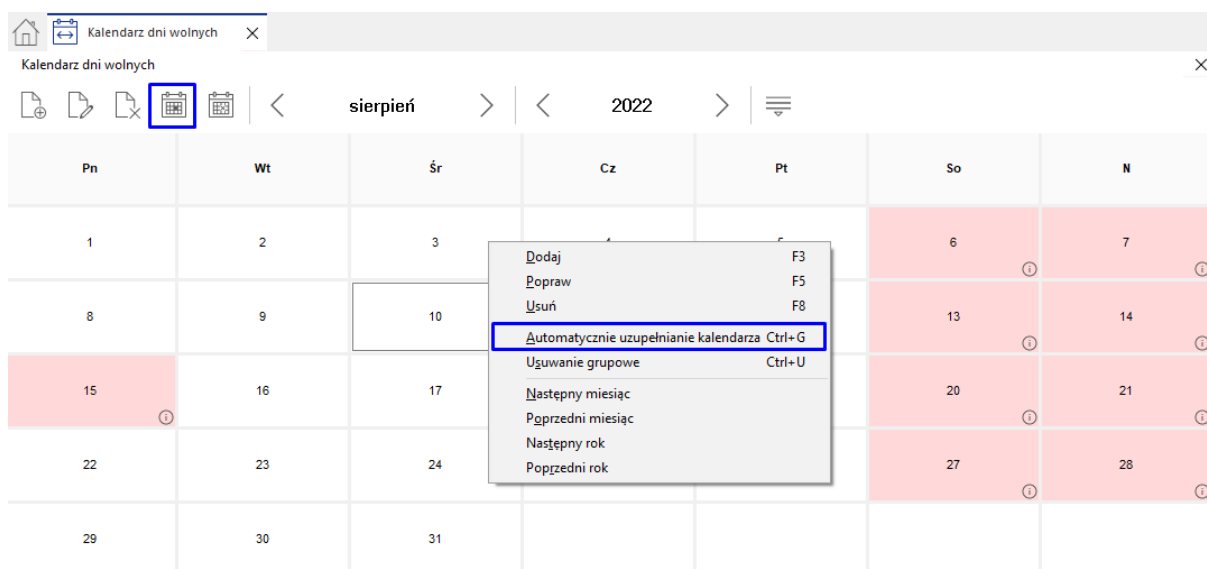 Kalendarz dni wolnych
Kalendarz dni wolnych
sierpień 2022
Pn Wt Śr Cz Pt So N
1 2 3 6 7
Dodaj F3
Popraw F5
Usuń F8
8 9 10 13 14
Automatycznie uzupełnianie kalendarza Ctrl+G
Usuwanie grupowe Ctrl+U
15 16 17 20 21
Następny miesiąc
Poprzedni miesiąc
Następny rok
Poprzedni rok
22 23 24 27 28
29 30 31